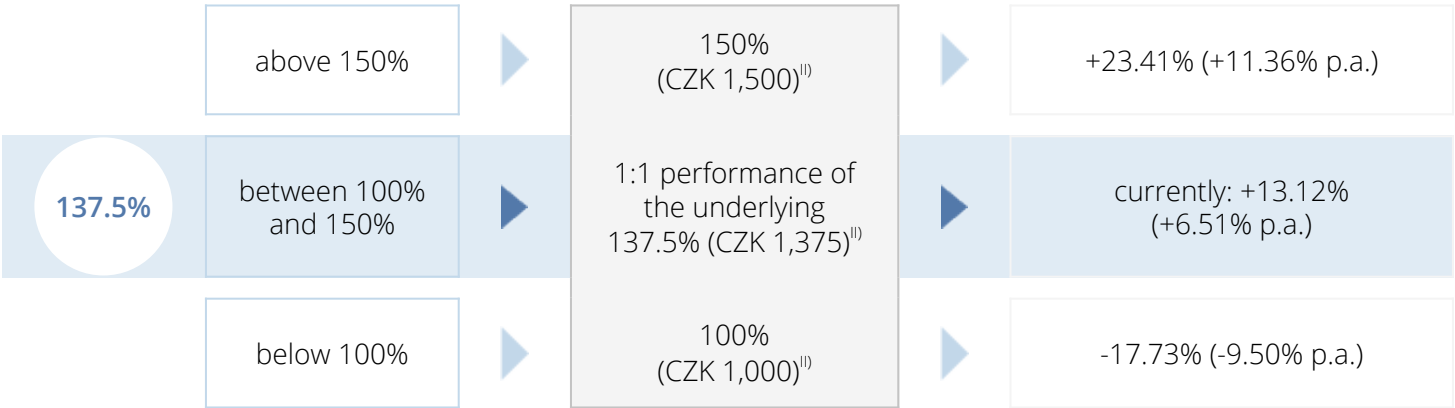 above 150%
150%
(CZK 1,500)II)
+23.41% (+11.36% p.a.)
137.5%
between 100%
and 150%
1:1 performance of
the underlying
137.5% (CZK 1,375)II)
currently: +13.12%
(+6.51% p.a.)
below 100%
100%
(CZK 1,000)II)
-17.73% (-9.50% p.a.)